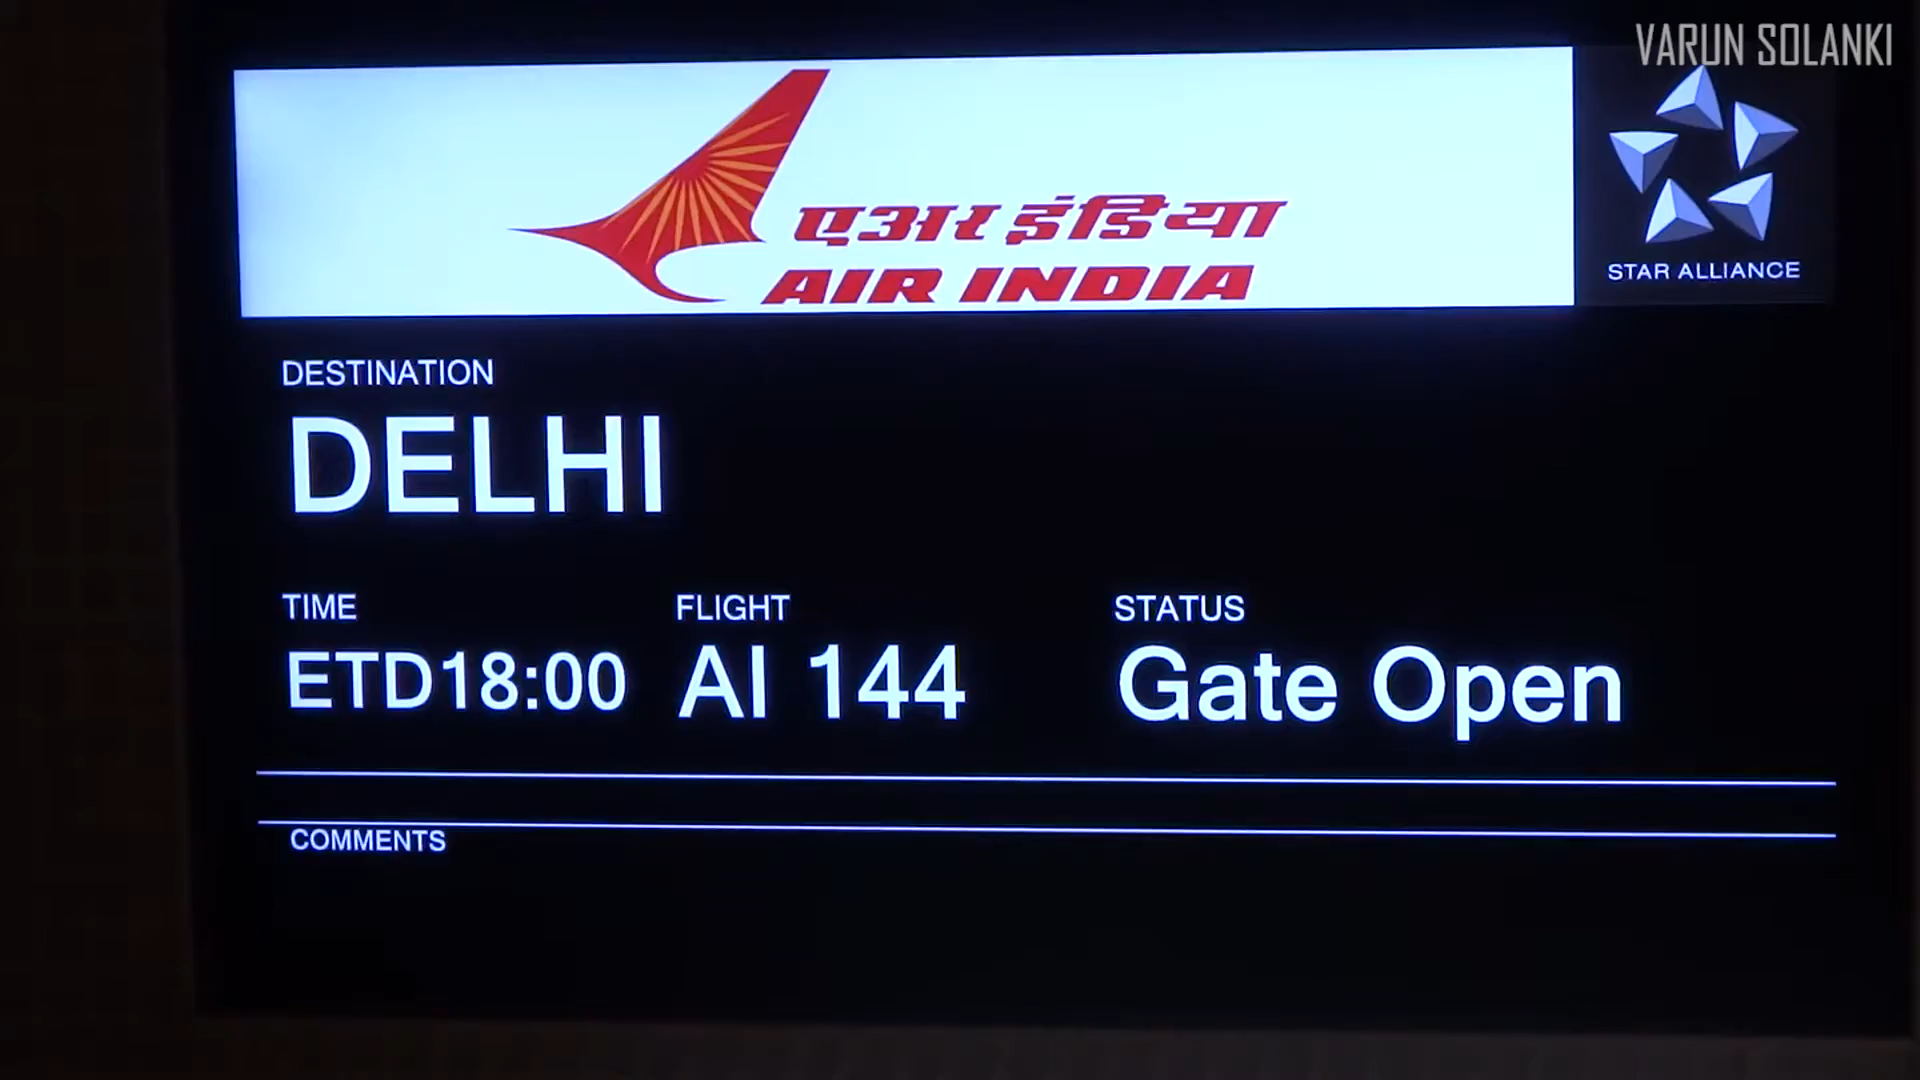 VARUN SOLANKI
एअर इंडिया
AIR INDIA
STAR ALLIANCE
DESTINATION
DELHI
TIME FLIGHT STATUS
ETD18:00 AI 144 Gate Open
COMMENTS